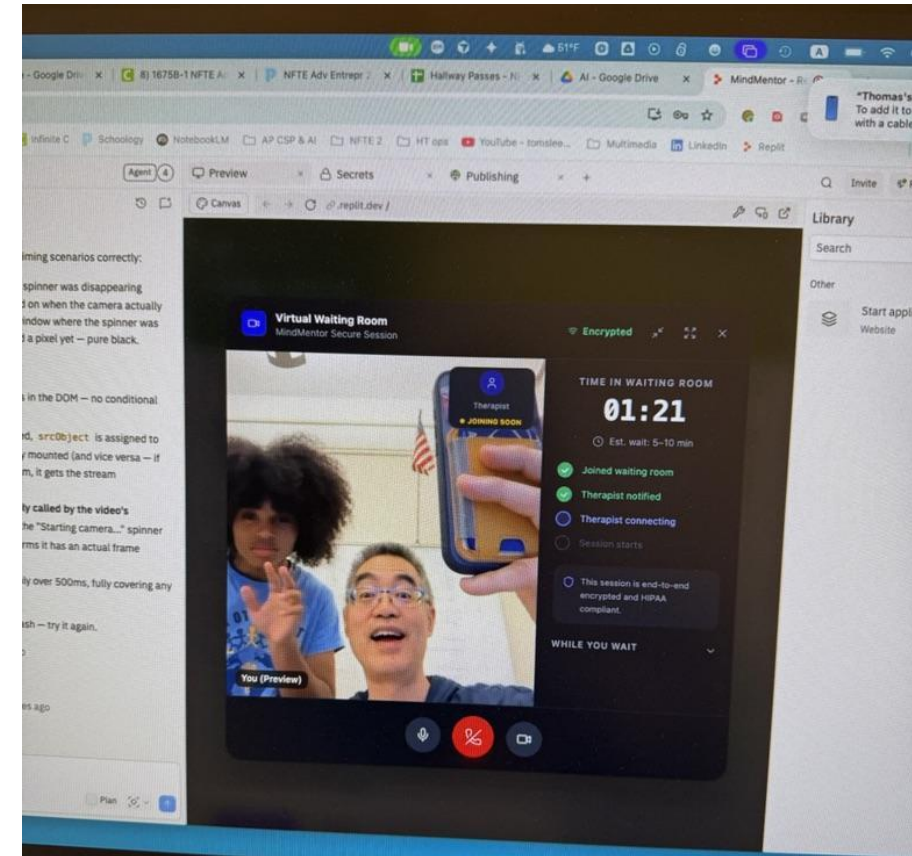 61°F
- Google Driv
8) 16758-1 NFTE A
NFTE Adv Entrepr
Hallway Passes - N
AI - Google Drive
MindMentor - R
"Thomas's
To add it to
with a cable
Infinite C
Schoology
NotebookLM
AP CSP & AI
NFTE 2
HT ops
YouTube - tomislee...
Multimedia
LinkedIn
Replit
Agent
4
Preview
Secrets
Publishing
Invite
Canvas
.replit.dev /
Library
Search
Other
Start appli
Website
iming scenarios correctly:
spinner was disappearing
on when the camera actually
indow where the spinner was
a pixel yet — pure black.
in the DOM — no conditional
ed, srcObject is assigned to
mounted (and vice versa — if
m, it gets the stream
ly called by the video's
he "Starting camera..." spinner
rms it has an actual frame
ly over 500ms, fully covering any
sh — try it again.
es ago
Plan
Virtual Waiting Room
MindMentor Secure Session
Encrypted
Therapist
JOINING SOON
You (Preview)
TIME IN WAITING ROOM
01:21
Est. wait: 5–10 min
Joined waiting room
Therapist notified
Therapist connecting
Session starts
This session is end-to-end
encrypted and HIPAA
compliant.
WHILE YOU WAIT